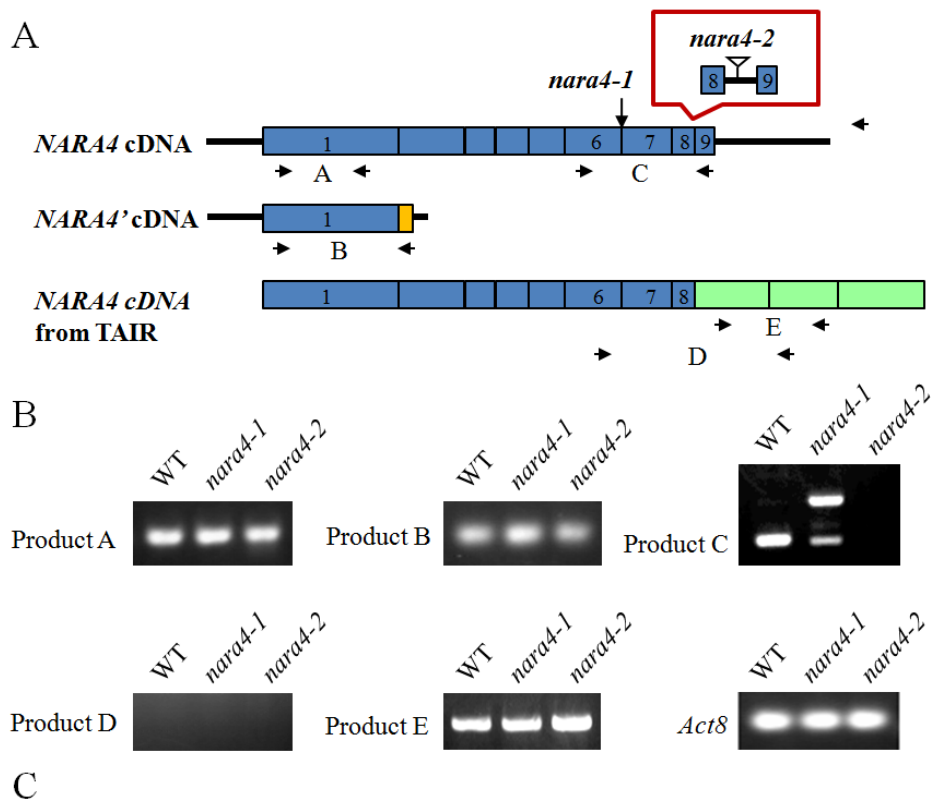 A
nara4-2
8 9
nara4-1
NARA4 cDNA
1 6 7 8 9
A C
NARA4’ cDNA
1
B
NARA4 cDNA
from TAIR
1 6 7 8
E
D
B
WT nara4-1 nara4-2
Product A
WT nara4-1 nara4-2
Product B
WT nara4-1 nara4-2
Product C
WT nara4-1 nara4-2
Product D
WT nara4-1 nara4-2
Product E
WT nara4-1 nara4-2
Act8
C